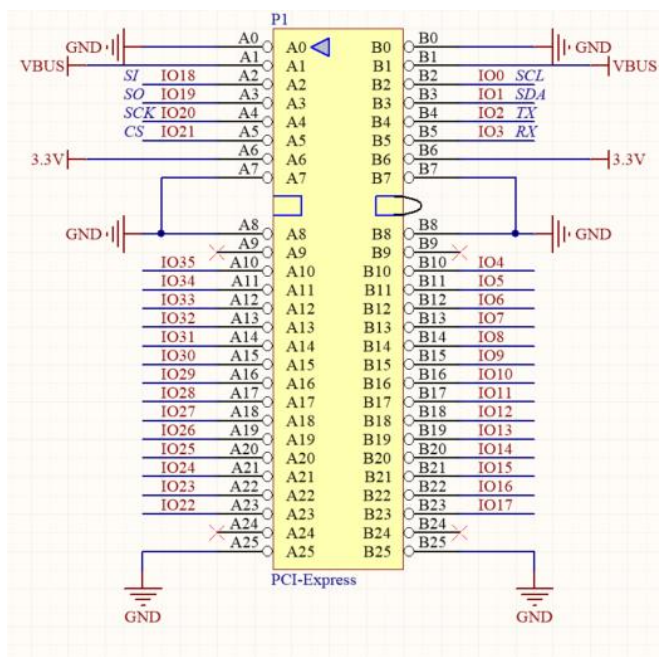 P1
GND A0 A0 B0 B0 GND
VBUS A1 A1 B1 B1 VBUS
SI IO18 A2 A2 B2 B2 IO0 SCL
SO IO19 A3 A3 B3 B3 IO1 SDA
SCK IO20 A4 A4 B4 B4 IO2 TX
CS IO21 A5 A5 B5 B5 IO3 RX
3.3V A6 A6 B6 B6 3.3V
A7 A7 B7 B7
GND A8 A8 B8 B8 GND
A9 A9 B9 B9
IO35 A10 A10 B10 B10 IO4
IO34 A11 A11 B11 B11 IO5
IO33 A12 A12 B12 B12 IO6
IO32 A13 A13 B13 B13 IO7
IO31 A14 A14 B14 B14 IO8
IO30 A15 A15 B15 B15 IO9
IO29 A16 A16 B16 B16 IO10
IO28 A17 A17 B17 B17 IO11
IO27 A18 A18 B18 B18 IO12
IO26 A19 A19 B19 B19 IO13
IO25 A20 A20 B20 B20 IO14
IO24 A21 A21 B21 B21 IO15
IO23 A22 A22 B22 B22 IO16
IO22 A23 A23 B23 B23 IO17
A24 A24 B24 B24
A25 A25 B25 B25
PCI-Express
GND GND